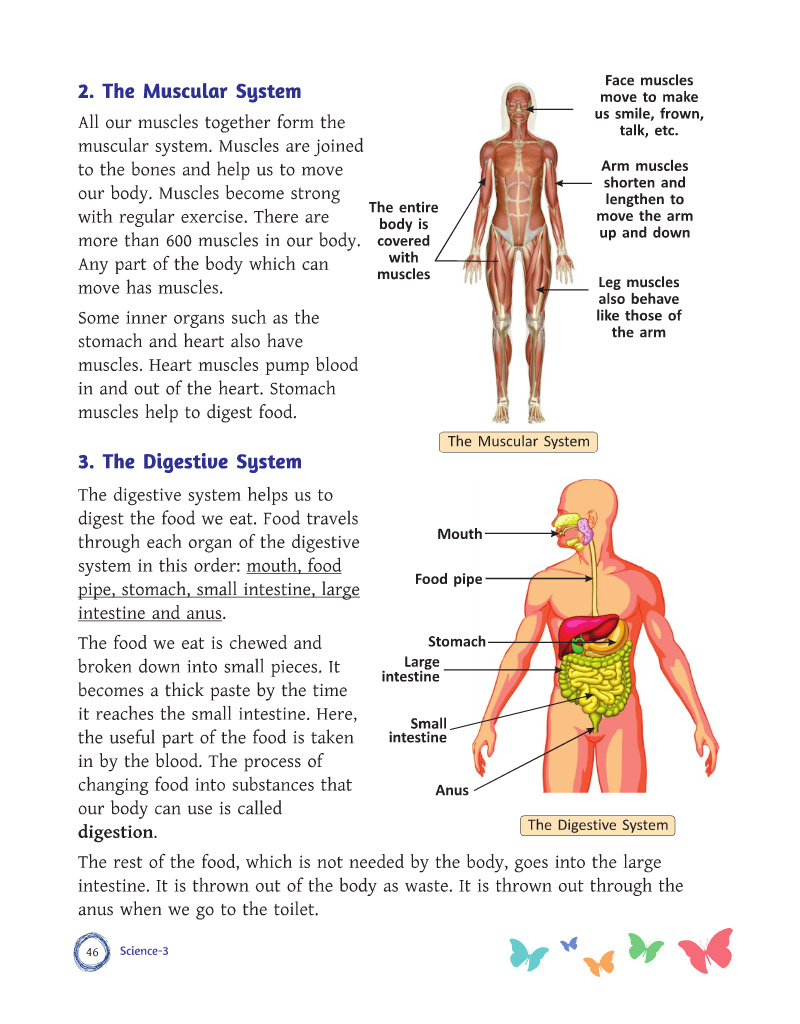 2. The Muscular System
All our muscles together form the
muscular system. Muscles are joined
to the bones and help us to move
our body. Muscles become strong
with regular exercise. There are
more than 600 muscles in our body.
Any part of the body which can
move has muscles.
Some inner organs such as the
stomach and heart also have
muscles. Heart muscles pump blood
in and out of the heart. Stomach
muscles help to digest food.
Face muscles
move to make
us smile, frown,
talk, etc.
Arm muscles
shorten and
lengthen to
move the arm
up and down
The entire
body is
covered
with
muscles
Leg muscles
also behave
like those of
the arm
The Muscular System
3. The Digestive System
The digestive system helps us to
digest the food we eat. Food travels
through each organ of the digestive
system in this order: mouth, food
pipe, stomach, small intestine, large
intestine and anus.
The food we eat is chewed and
broken down into small pieces. It
becomes a thick paste by the time
it reaches the small intestine. Here,
the useful part of the food is taken
in by the blood. The process of
changing food into substances that
our body can use is called
digestion.
Mouth
Food pipe
Stomach
Large
intestine
Small
intestine
Anus
The Digestive System
The rest of the food, which is not needed by the body, goes into the large
intestine. It is thrown out of the body as waste. It is thrown out through the
anus when we go to the toilet.
46
Science-3